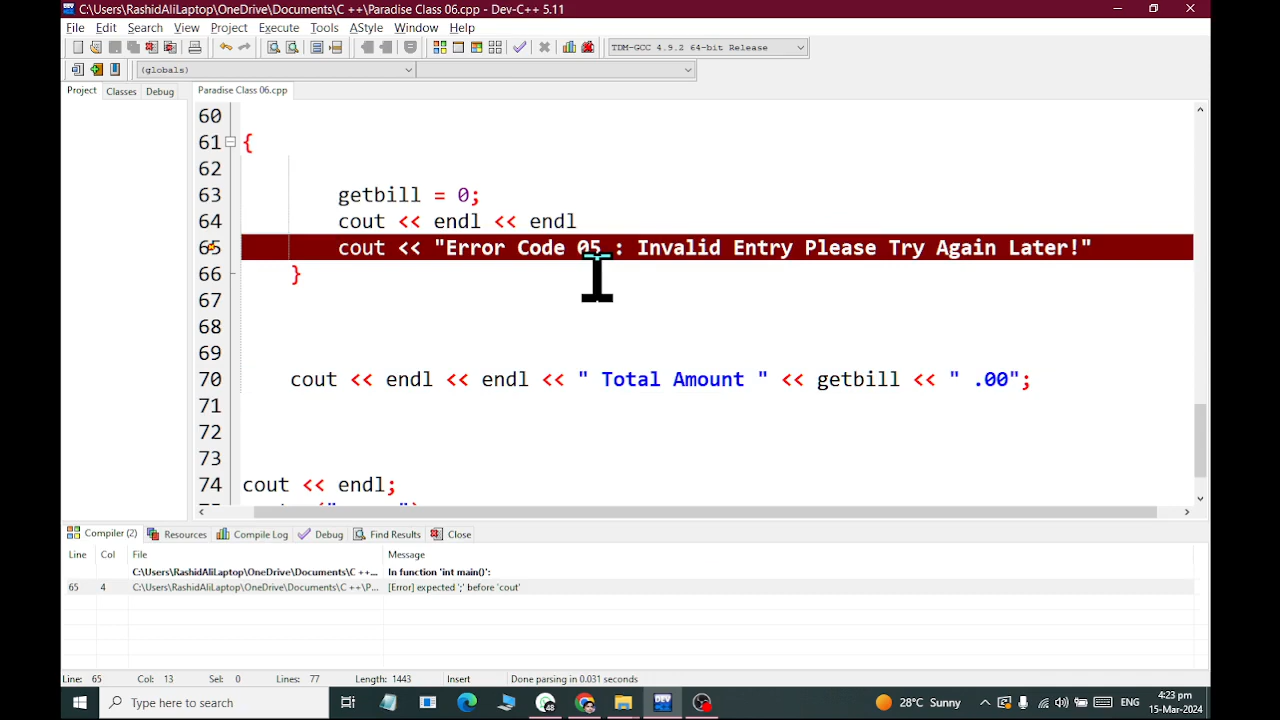 C:\Users\RashidAliLaptop\OneDrive\Documents\C ++\Paradise Class 06.cpp - Dev-C++ 5.11
File Edit Search View Project Execute Tools AStyle Window Help
TDM-GCC 4.9.2 64-bit Release
(globals)
Project Classes Debug Paradise Class 06.cpp
60
61 {
62
63 getbill = 0;
64 cout << endl << endl
65 cout << "Error Code 05 : Invalid Entry Please Try Again Later!"
66 }
67
68
69
70 cout << endl << endl << " Total Amount " << getbill << " .00";
71
72
73
74 cout << endl;
Compiler (2) Resources Compile Log Debug Find Results Close
Line Col File Message
C:\Users\RashidAliLaptop\OneDrive\Documents\C ++... In function 'int main()':
65 4 C:\Users\RashidAliLaptop\OneDrive\Documents\C ++\P... [Error] expected ';' before 'cout'
Line: 65 Col: 13 Sel: 0 Lines: 77 Length: 1443 Insert Done parsing in 0.031 seconds
Type here to search 48 DEV 28°C Sunny ENG 4:23 pm
15-Mar-2024